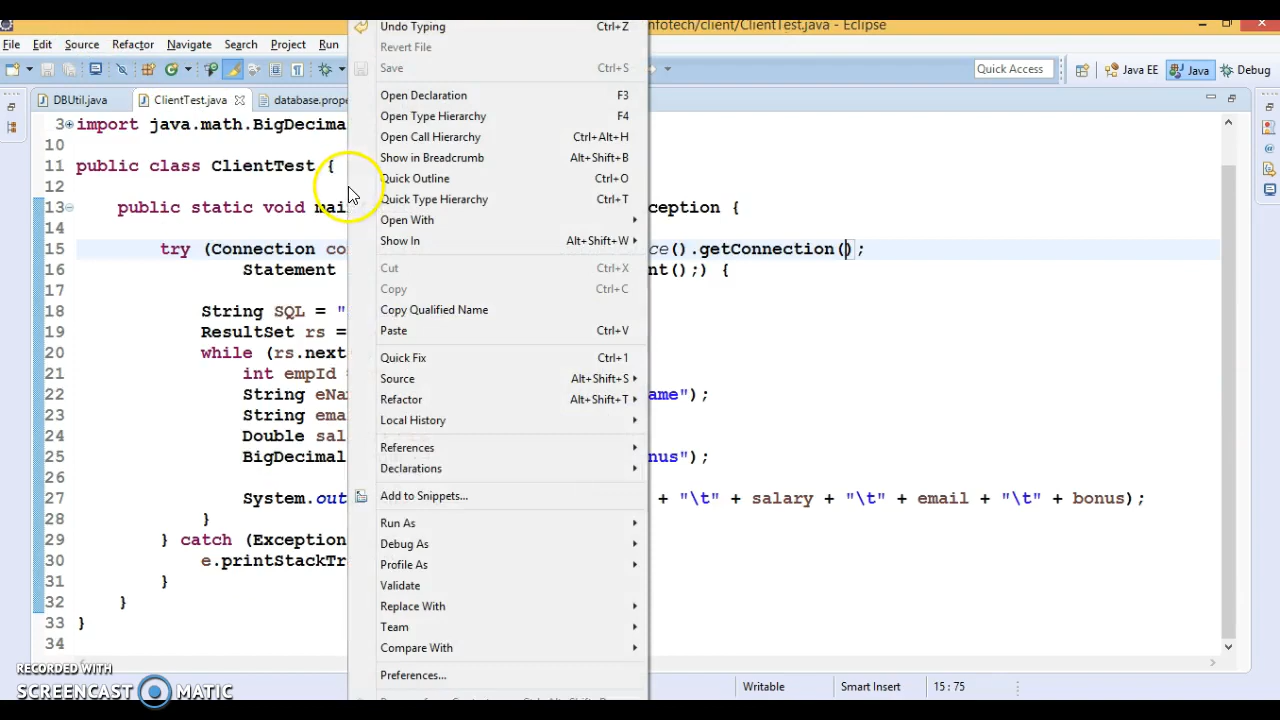 Undo Typing Ctrl+Z
nfotech/client/ClientTest.java - Eclipse
File Edit Source Refactor Navigate Search Project Run
Revert File
Save Ctrl+S
Quick Access
Java EE
Java
Debug
DBUtil.java
ClientTest.java
database.prope
Open Declaration F3
Open Type Hierarchy F4
Open Call Hierarchy Ctrl+Alt+H
Show in Breadcrumb Alt+Shift+B
Quick Outline Ctrl+O
Quick Type Hierarchy Ctrl+T
Open With
Show In Alt+Shift+W
Cut Ctrl+X
Copy Ctrl+C
Copy Qualified Name
Paste Ctrl+V
Quick Fix Ctrl+1
Source Alt+Shift+S
Refactor Alt+Shift+T
Local History
References
Declarations
Add to Snippets...
Run As
Debug As
Profile As
Validate
Replace With
Team
Compare With
Preferences...
3 import java.math.BigDecima
10
11 public class ClientTest {
12
13 public static void mai ception {
14
15 try (Connection co ce().getConnection();
16 Statement nt();) {
17
18 String SQL = "
19 ResultSet rs =
20 while (rs.next
21 int empId
22 String eNa ame");
23 String ema
24 Double sal
25 BigDecimal nus");
26
27 System.out + "\t" + salary + "\t" + email + "\t" + bonus);
28 }
29 } catch (Exception
30 e.printStackTr
31 }
32 }
33 }
34
Writable Smart Insert 15 : 75
RECORDED WITH
SCREENCAST MATIC